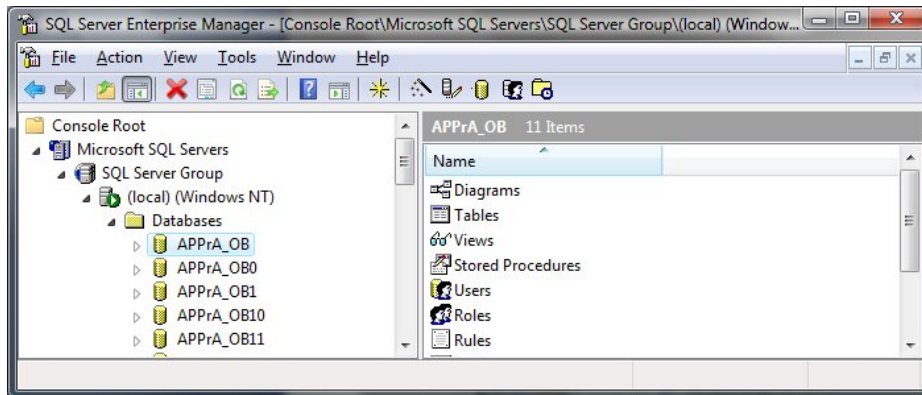 SQL Server Enterprise Manager - [Console Root\Microsoft SQL Servers\SQL Server Group\(local) (Window...
File Action View Tools Window Help
Console Root
Microsoft SQL Servers
SQL Server Group
(local) (Windows NT)
Databases
APPrA_OB
APPrA_OB0
APPrA_OB1
APPrA_OB10
APPrA_OB11
APPrA_OB 11 Items
Name
Diagrams
Tables
Views
Stored Procedures
Users
Roles
Rules